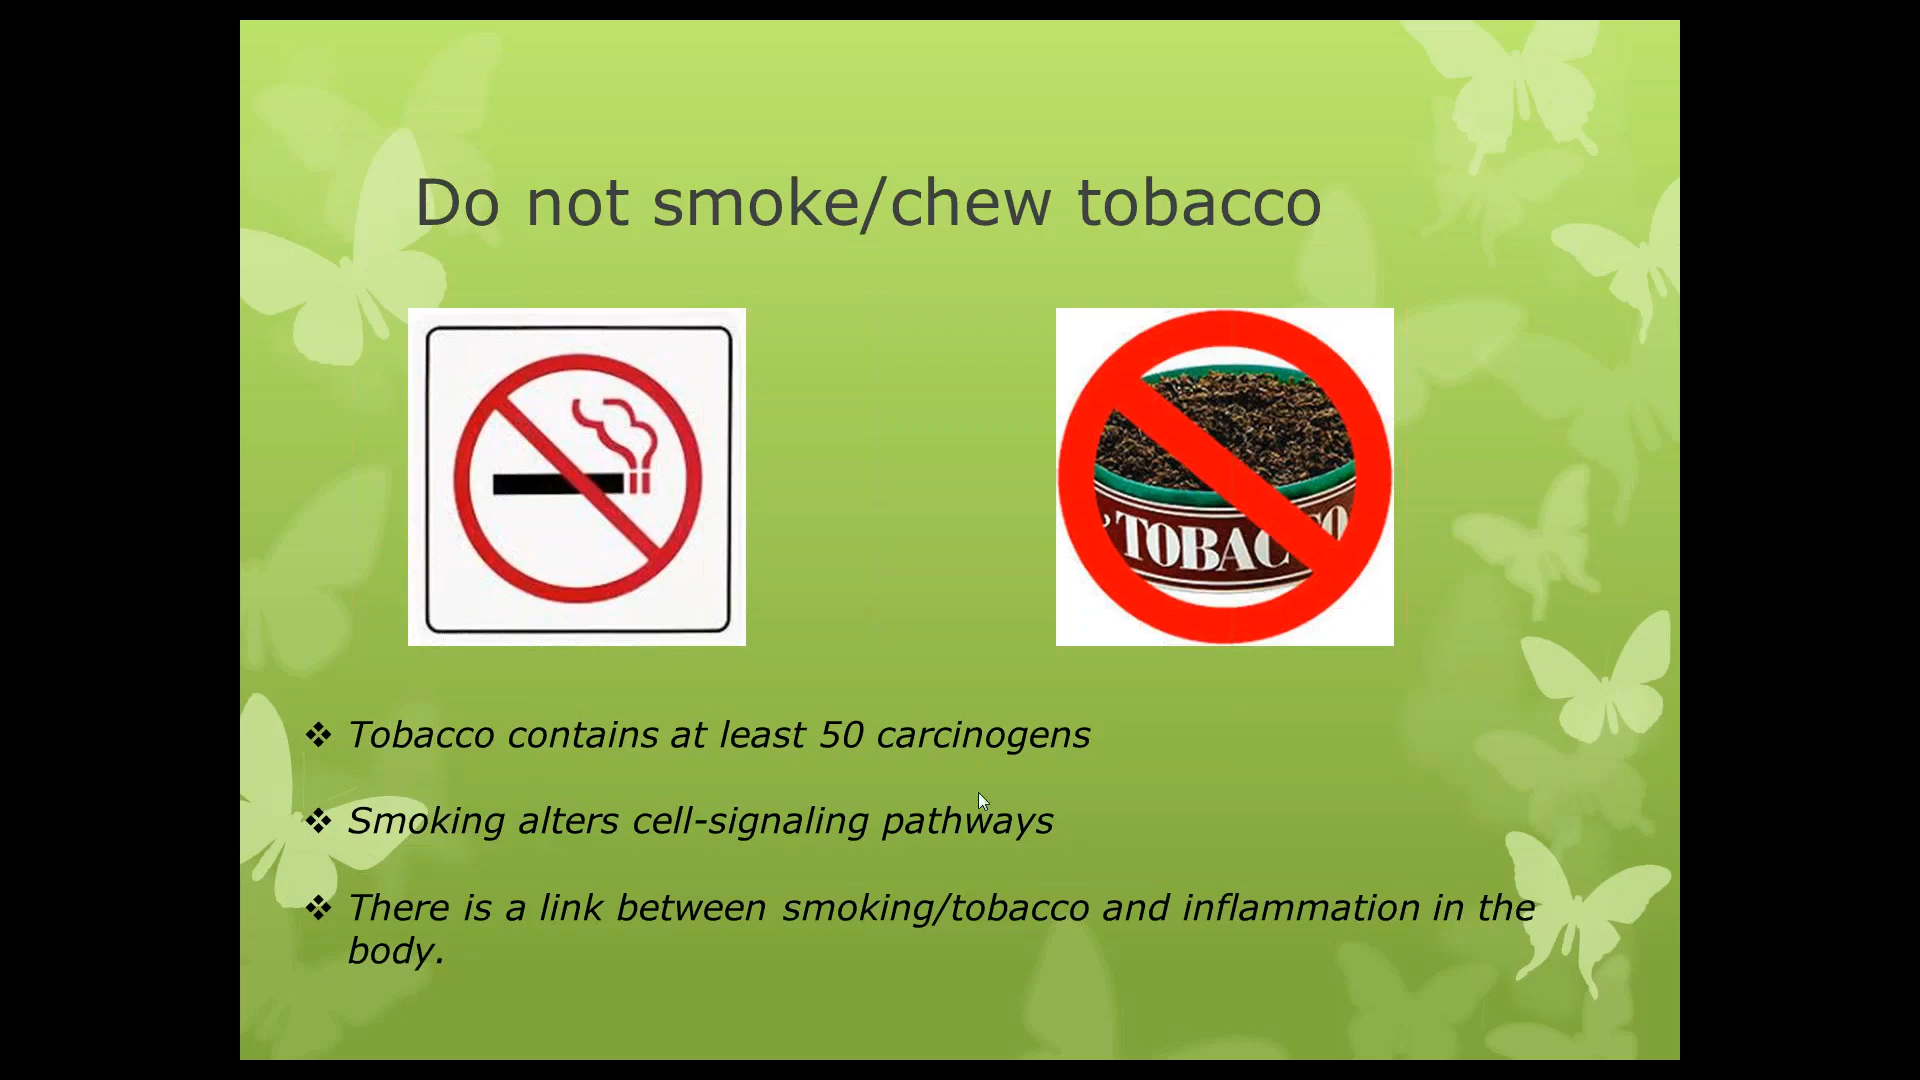 Do not smoke/chew tobacco
TOBACCO
❖ Tobacco contains at least 50 carcinogens
❖ Smoking alters cell-signaling pathways
❖ There is a link between smoking/tobacco and inflammation in the
body.